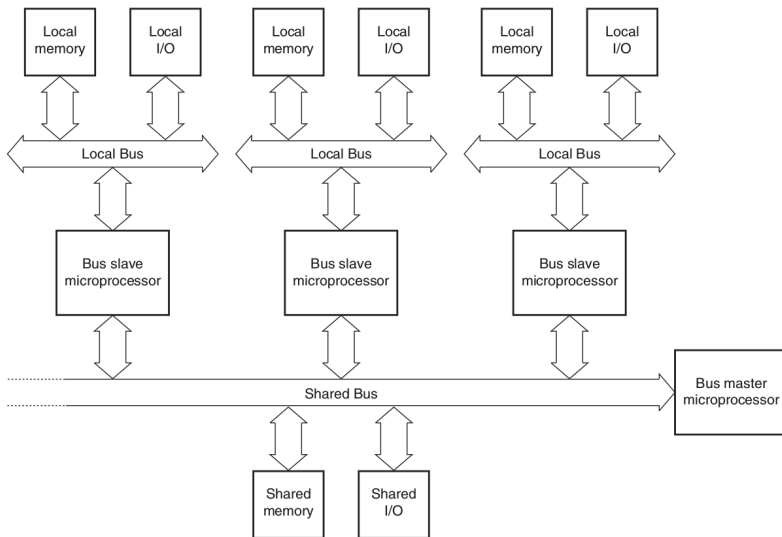 Local
memory
Local
I/O
Local
memory
Local
I/O
Local
memory
Local
I/O
Local Bus
Local Bus
Local Bus
Bus slave
microprocessor
Bus slave
microprocessor
Bus slave
microprocessor
Shared Bus
Bus master
microprocessor
Shared
memory
Shared
I/O